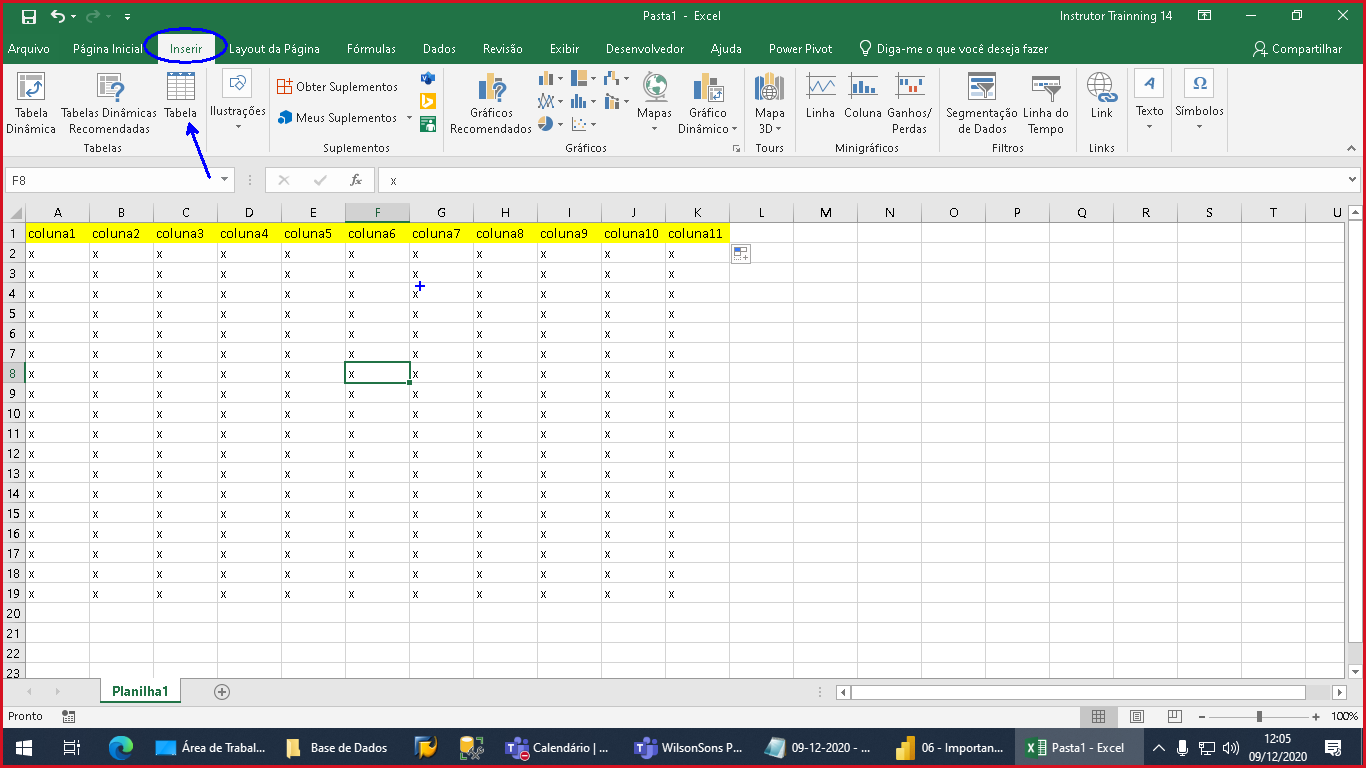 Pasta1 - Excel
Instrutor Trainning 14
Arquivo Página Inicial Inserir Layout da Página Fórmulas Dados Revisão Exibir Desenvolvedor Ajuda Power Pivot Diga-me o que você deseja fazer Compartilhar
Tabela Dinâmica
Tabelas Dinâmicas Recomendadas
Tabela
Tabelas
Ilustrações
Obter Suplementos
Meus Suplementos
Suplementos
Gráficos Recomendados
Mapas
Gráfico Dinâmico
Gráficos
Mapa 3D
Tours
Linha
Coluna
Ganhos/ Perdas
Minigráficos
Segmentação de Dados
Linha do Tempo
Filtros
Link
Links
Texto
Símbolos
F8 fx x
A B C D E F G H I J K L M N O P Q R S T U
1 coluna1 coluna2 coluna3 coluna4 coluna5 coluna6 coluna7 coluna8 coluna9 coluna10 coluna11
2 x x x x x x x x x x x
3 x x x x x x x x x x x
4 x x x x x x x x x x x
5 x x x x x x x x x x x
6 x x x x x x x x x x x
7 x x x x x x x x x x x
8 x x x x x x x x x x x
9 x x x x x x x x x x x
10 x x x x x x x x x x x
11 x x x x x x x x x x x
12 x x x x x x x x x x x
13 x x x x x x x x x x x
14 x x x x x x x x x x x
15 x x x x x x x x x x x
16 x x x x x x x x x x x
17 x x x x x x x x x x x
18 x x x x x x x x x x x
19 x x x x x x x x x x x
20
21
22
23
Planilha1
Pronto
100%
Área de Trabal... Base de Dados Calendário | ... WilsonSons P... 09-12-2020 - ... 06 - Importan... Pasta1 - Excel
12:05
09/12/2020